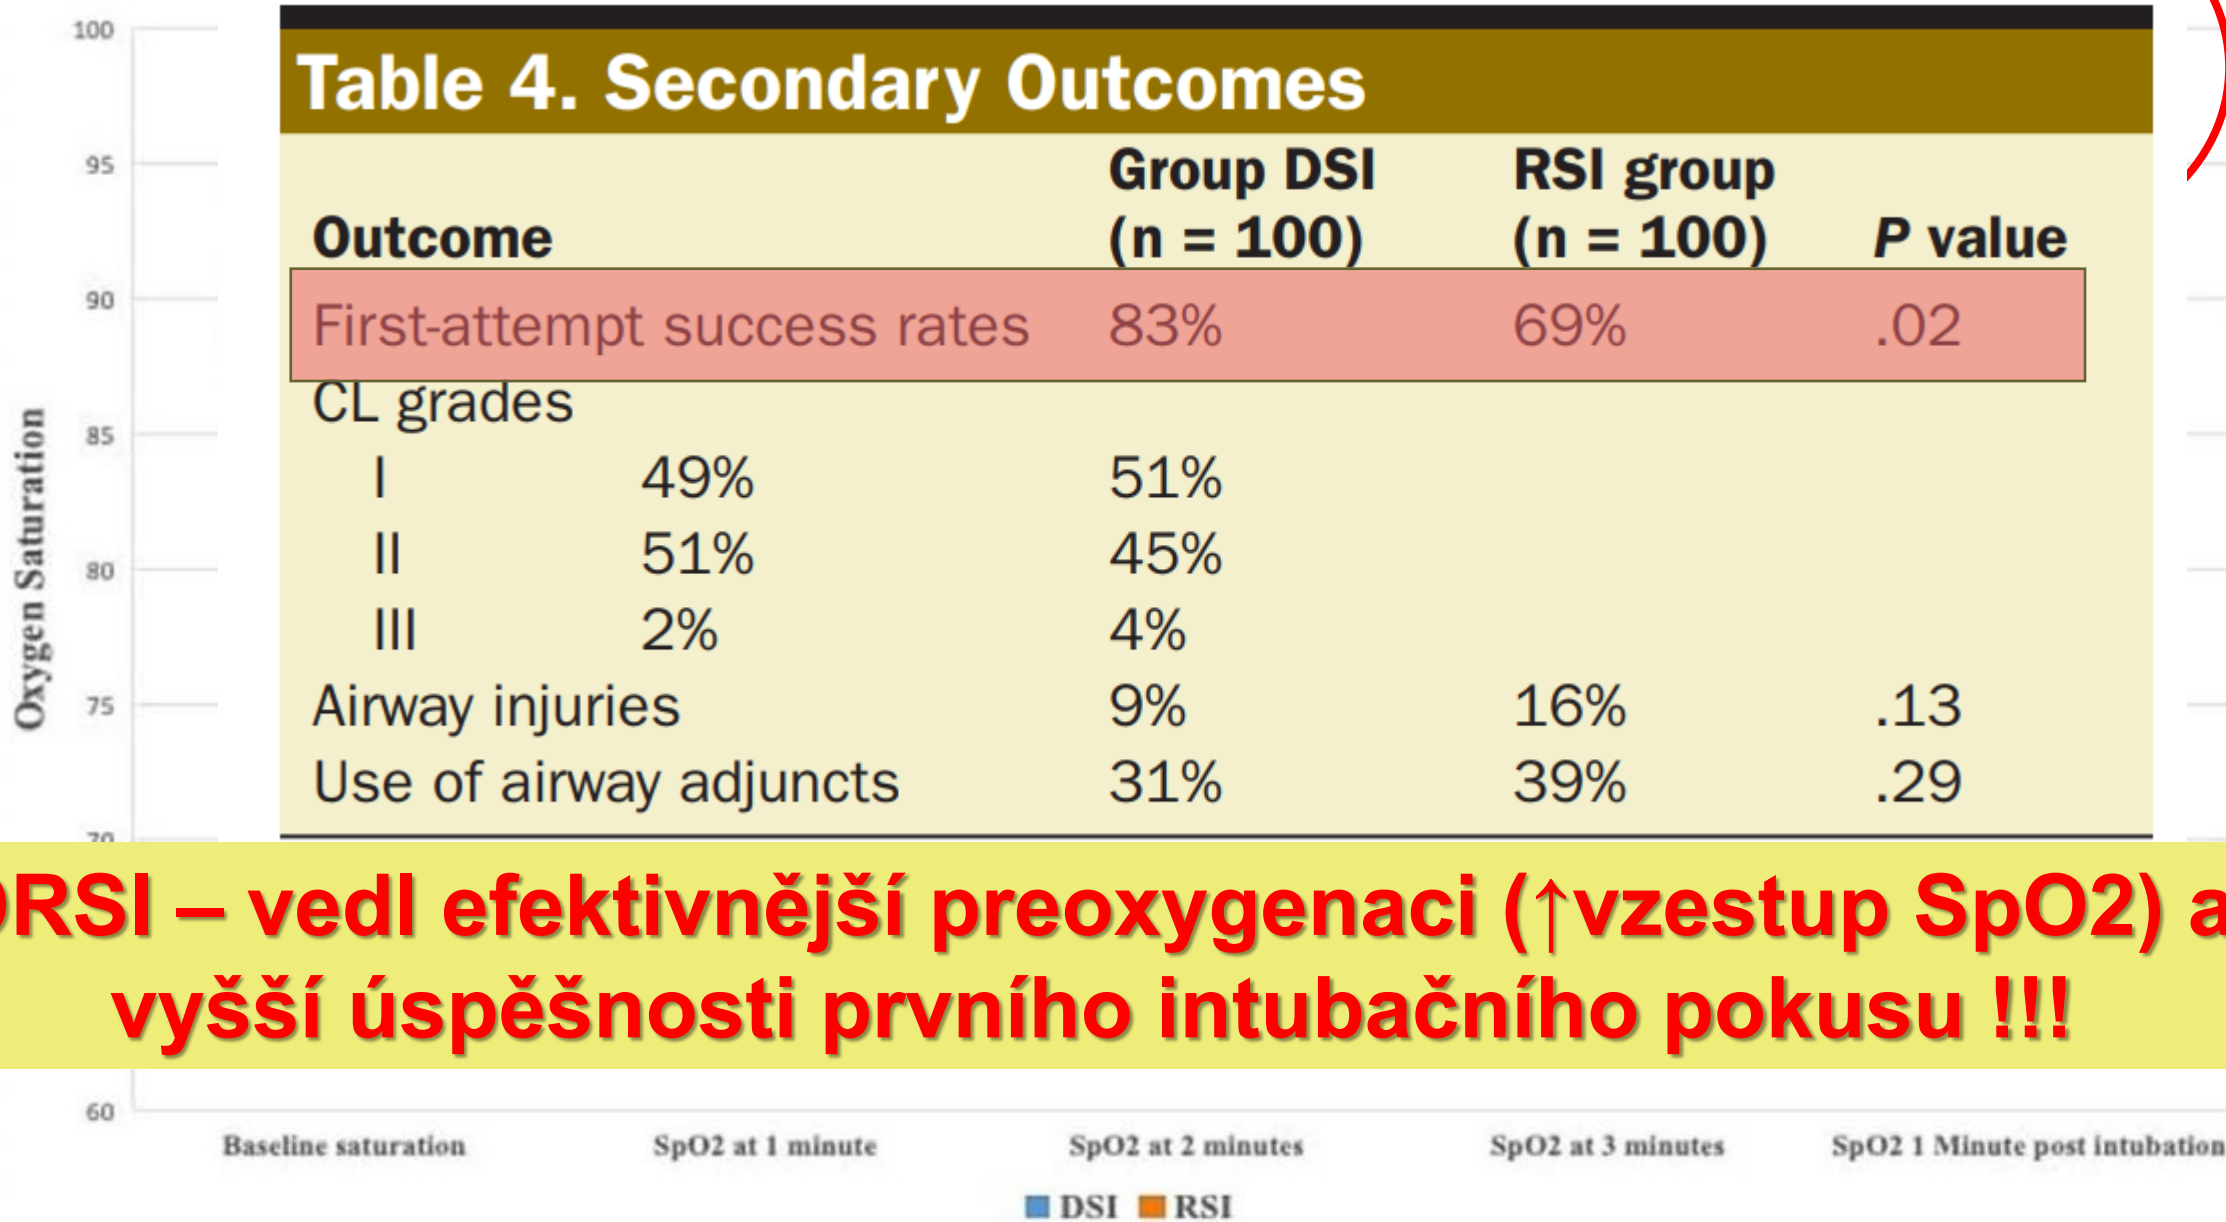 100
Table 4. Secondary Outcomes
95
Group DSI RSI group
Outcome (n = 100) (n = 100) P value
90
First-attempt success rates 83% 69% .02
CL grades
85
I 49% 51%
II 51% 45%
80
III 2% 4%
Airway injuries 9% 16% .13
75
Use of airway adjuncts 31% 39% .29
70
Oxygen Saturation
RSI – vedl efektivnější preoxygenaci (↑vzestup SpO2) a
vyšší úspěšnosti prvního intubačního pokusu !!!
60
Baseline saturation SpO2 at 1 minute SpO2 at 2 minutes SpO2 at 3 minutes SpO2 1 Minute post intubation
DSI RSI